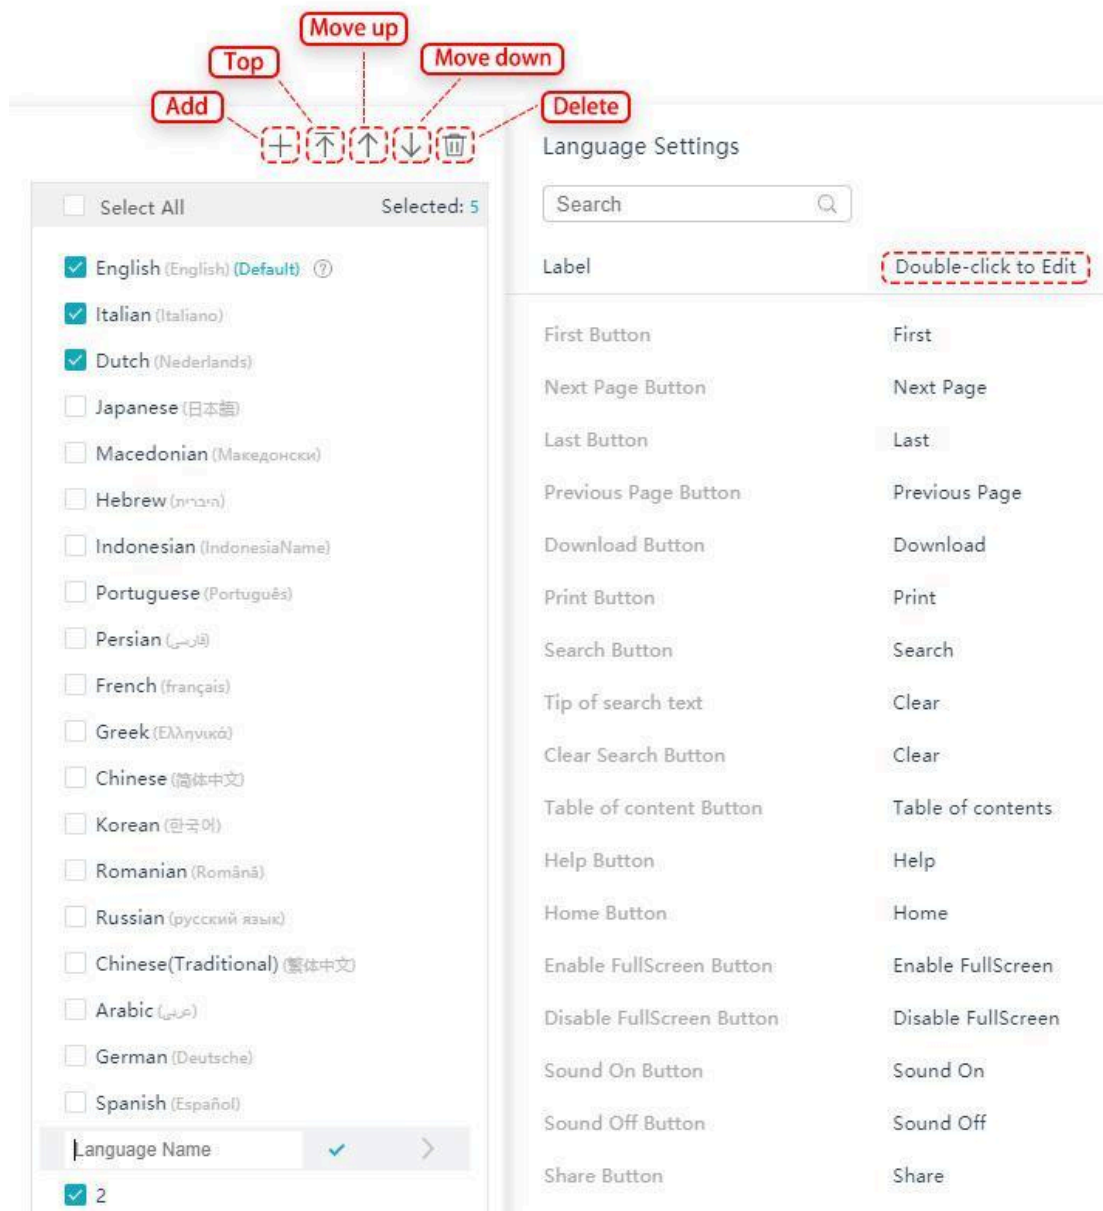 Move up
Top
Move down
Add
Delete
Language Settings
Select All
Selected: 5
Search
English (English) (Default)
Label
Double-click to Edit
Italian (Italiano)
First Button
First
Dutch (Nederlands)
Next Page Button
Next Page
Japanese (日本語)
Last Button
Last
Macedonian (Македонски)
Previous Page Button
Previous Page
Hebrew (היברית)
Download Button
Download
Indonesian (IndonesiaName)
Print Button
Print
Portuguese (Português)
Search Button
Search
Persian (فارسی)
Tip of search text
Clear
French (français)
Clear Search Button
Clear
Greek (Ελληνικά)
Table of content Button
Table of contents
Chinese (简体中文)
Help Button
Help
Korean (한국어)
Home Button
Home
Romanian (Română)
Enable FullScreen Button
Enable FullScreen
Russian (русский язык)
Disable FullScreen Button
Disable FullScreen
Chinese(Traditional) (繁体中文)
Sound On Button
Sound On
Arabic (عربى)
Sound Off Button
Sound Off
German (Deutsche)
Share Button
Share
Spanish (Español)
Language Name
2